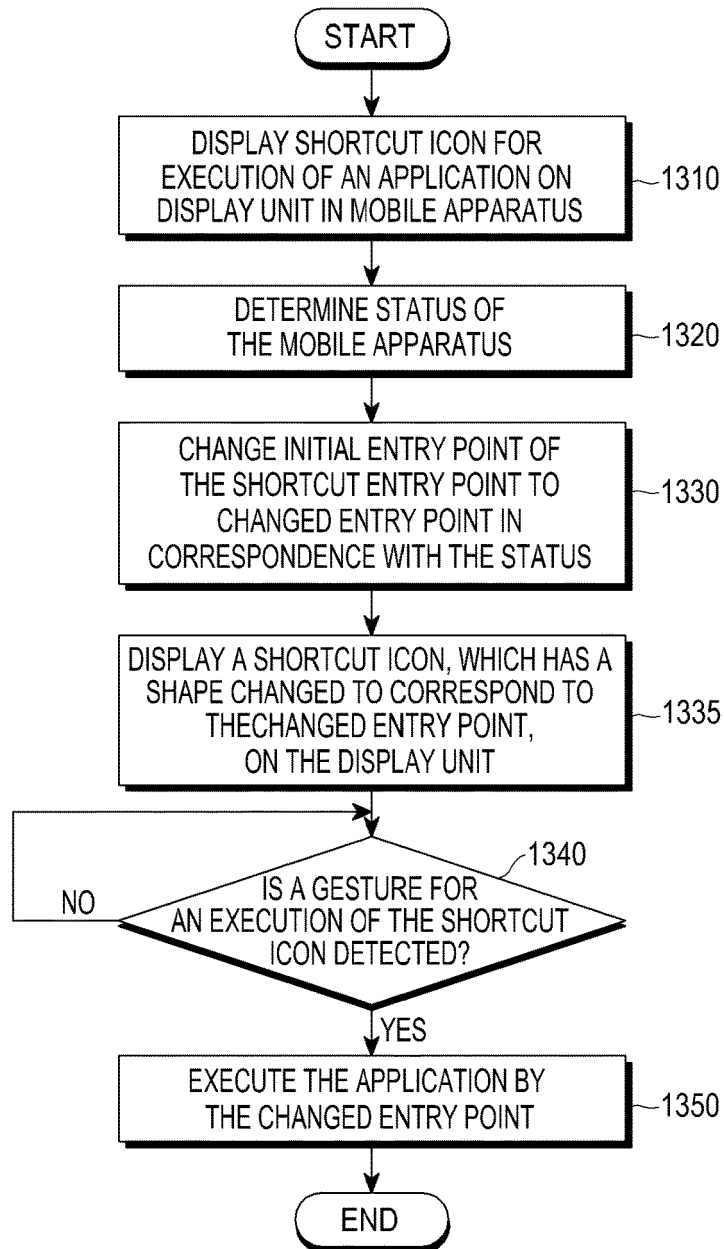 START
DISPLAY SHORTCUT ICON FOR
EXECUTION OF AN APPLICATION ON
DISPLAY UNIT IN MOBILE APPARATUS
1310
DETERMINE STATUS OF
THE MOBILE APPARATUS
1320
CHANGE INITIAL ENTRY POINT OF
THE SHORTCUT ENTRY POINT TO
CHANGED ENTRY POINT IN
CORRESPONDENCE WITH THE STATUS
1330
DISPLAY A SHORTCUT ICON, WHICH HAS A
SHAPE CHANGED TO CORRESPOND TO
THECHANGED ENTRY POINT,
ON THE DISPLAY UNIT
1335
1340
IS A GESTURE FOR
AN EXECUTION OF THE SHORTCUT
ICON DETECTED?
NO
YES
EXECUTE THE APPLICATION BY
THE CHANGED ENTRY POINT
1350
END